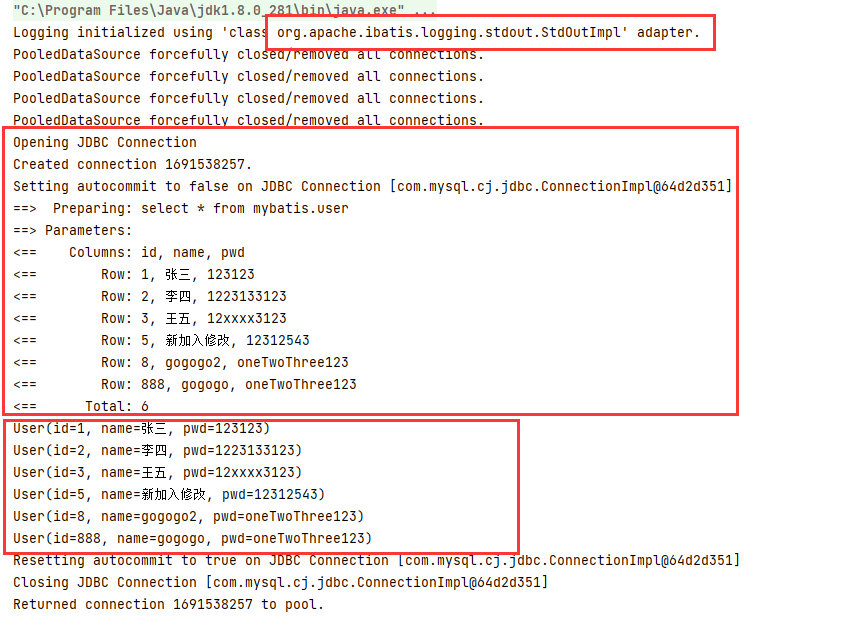 "C:\Program Files\Java\jdk1.8.0_281\bin\java.exe" ...
Logging initialized using 'class org.apache.ibatis.logging.stdout.StdOutImpl' adapter.
PooledDataSource forcefully closed/removed all connections.
PooledDataSource forcefully closed/removed all connections.
PooledDataSource forcefully closed/removed all connections.
PooledDataSource forcefully closed/removed all connections.
Opening JDBC Connection
Created connection 1691538257.
Setting autocommit to false on JDBC Connection [com.mysql.cj.jdbc.ConnectionImpl@64d2d351]
==>  Preparing: select * from mybatis.user
==> Parameters:
<==    Columns: id, name, pwd
<==        Row: 1, 张三, 123123
<==        Row: 2, 李四, 1223133123
<==        Row: 3, 王五, 12xxxx3123
<==        Row: 5, 新加入修改, 12312543
<==        Row: 8, gogogo2, oneTwoThree123
<==        Row: 888, gogogo, oneTwoThree123
<==      Total: 6
User(id=1, name=张三, pwd=123123)
User(id=2, name=李四, pwd=1223133123)
User(id=3, name=王五, pwd=12xxxx3123)
User(id=5, name=新加入修改, pwd=12312543)
User(id=8, name=gogogo2, pwd=oneTwoThree123)
User(id=888, name=gogogo, pwd=oneTwoThree123)
Resetting autocommit to true on JDBC Connection [com.mysql.cj.jdbc.ConnectionImpl@64d2d351]
Closing JDBC Connection [com.mysql.cj.jdbc.ConnectionImpl@64d2d351]
Returned connection 1691538257 to pool.